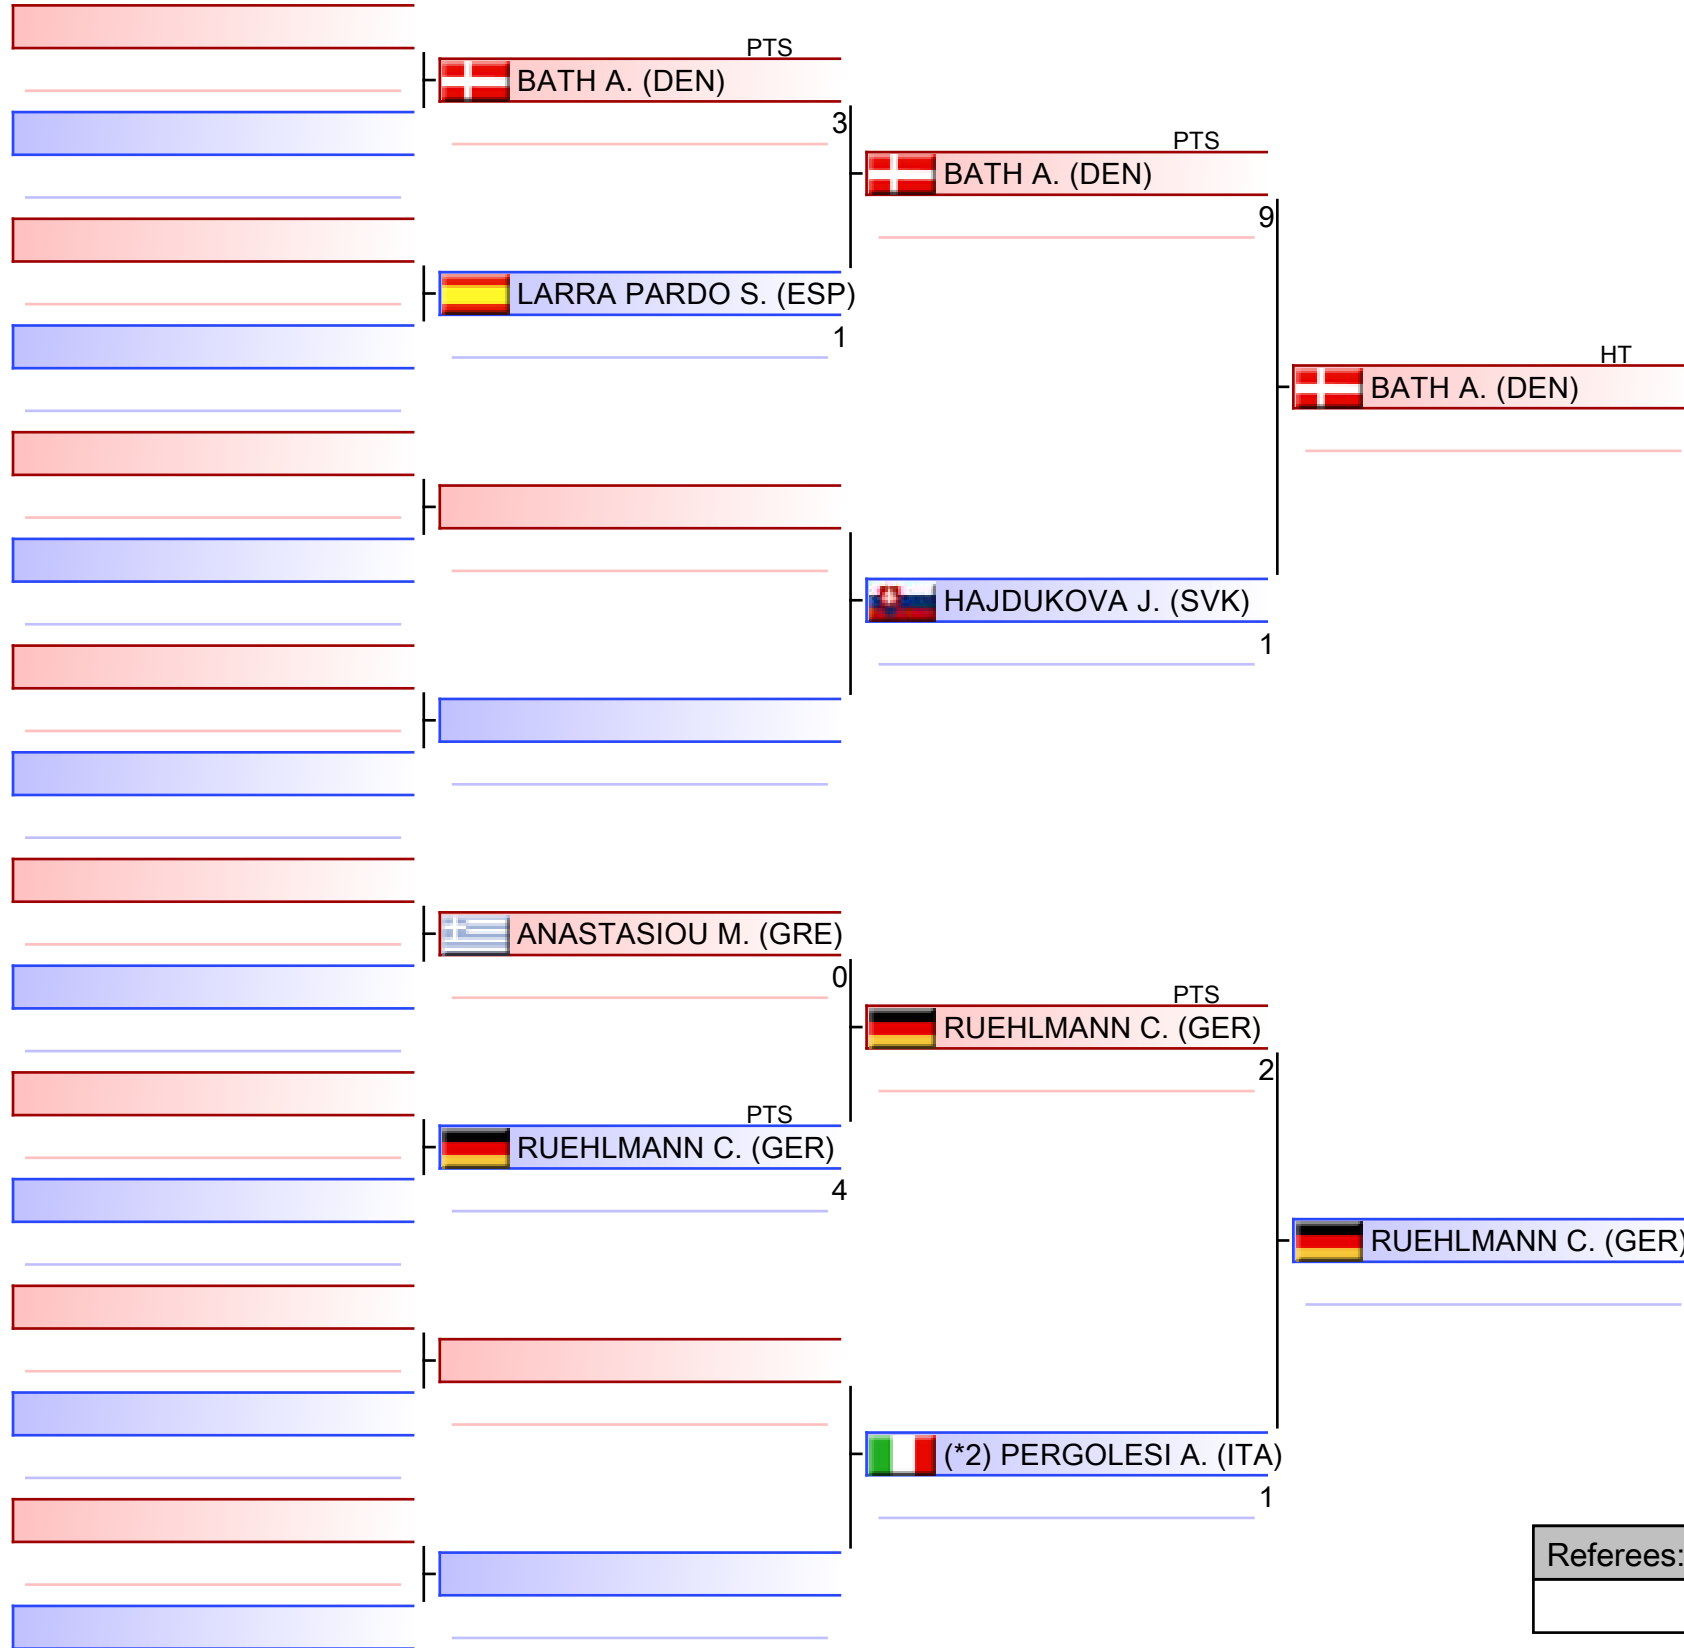 PTS
BATH A. (DEN)
3
LARRA PARDO S. (ESP)
1
PTS
BATH A. (DEN)
9
HAJDUKOVA J. (SVK)
1
HT
BATH A. (DEN)
ANASTASIOU M. (GRE)
0
PTS
RUEHLMANN C. (GER)
4
PTS
RUEHLMANN C. (GER)
2
(*2) PERGOLESI A. (ITA)
1
RUEHLMANN C. (GER)
Referees: